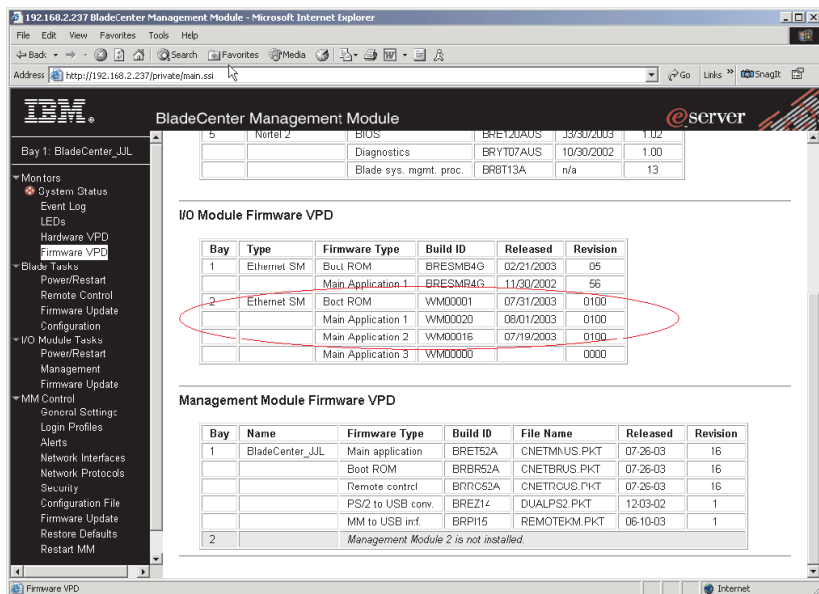 192.168.2.237 BladeCenter Management Module - Microsoft Internet Explorer
File Edit View Favorites Tools Help
Back Search Favorites Media
Address http://192.168.2.237/private/main.ssi Go Links » SnagIt
IBM® BladeCenter Management Module @server
Bay 1: BladeCenter_JJL
Monitors
System Status
Event Log
LEDs
Hardware VPD
Firmware VPD
Blade Tasks
Power/Restart
Remote Control
Firmware Update
Configuration
I/O Module Tasks
Power/Restart
Management
Firmware Update
MM Control
General Settings
Login Profiles
Alerts
Network Interfaces
Network Protocols
Security
Configuration File
Firmware Update
Restore Defaults
Restart MM
5 Nortel 2 BIOS BRE120AUS 03/30/2003 1.02
Diagnostics BRYT07AUS 10/30/2002 1.00
Blade sys. mgmt. proc. BR8T13A n/a 13
I/O Module Firmware VPD
Bay Type Firmware Type Build ID Released Revision
1 Ethernet SM Boot ROM BRESMB4G 02/21/2003 05
Main Application 1 BRESMR4G 11/30/2002 56
2 Ethernet SM Boot ROM WM00001 07/31/2003 0100
Main Application 1 WM00020 08/01/2003 0100
Main Application 2 WM00016 07/19/2003 0100
Main Application 3 WM00000 0000
Management Module Firmware VPD
Bay Name Firmware Type Build ID File Name Released Revision
1 BladeCenter_JJL Main application BRET52A CNETMNUS.PKT 07-26-03 16
Boot ROM BRBR52A CNETBRUS.PKT 07-26-03 16
Remote control BRRG52A CNETRGUS.PKT 07-26-03 16
PS/2 to USB conv. BREZ14 DUALPS2.PKT 12-03-02 1
MM to USB intf. BRPI15 REMOTEKM.PKT 06-10-03 1
2 Management Module 2 is not installed.
Firmware VPD Internet